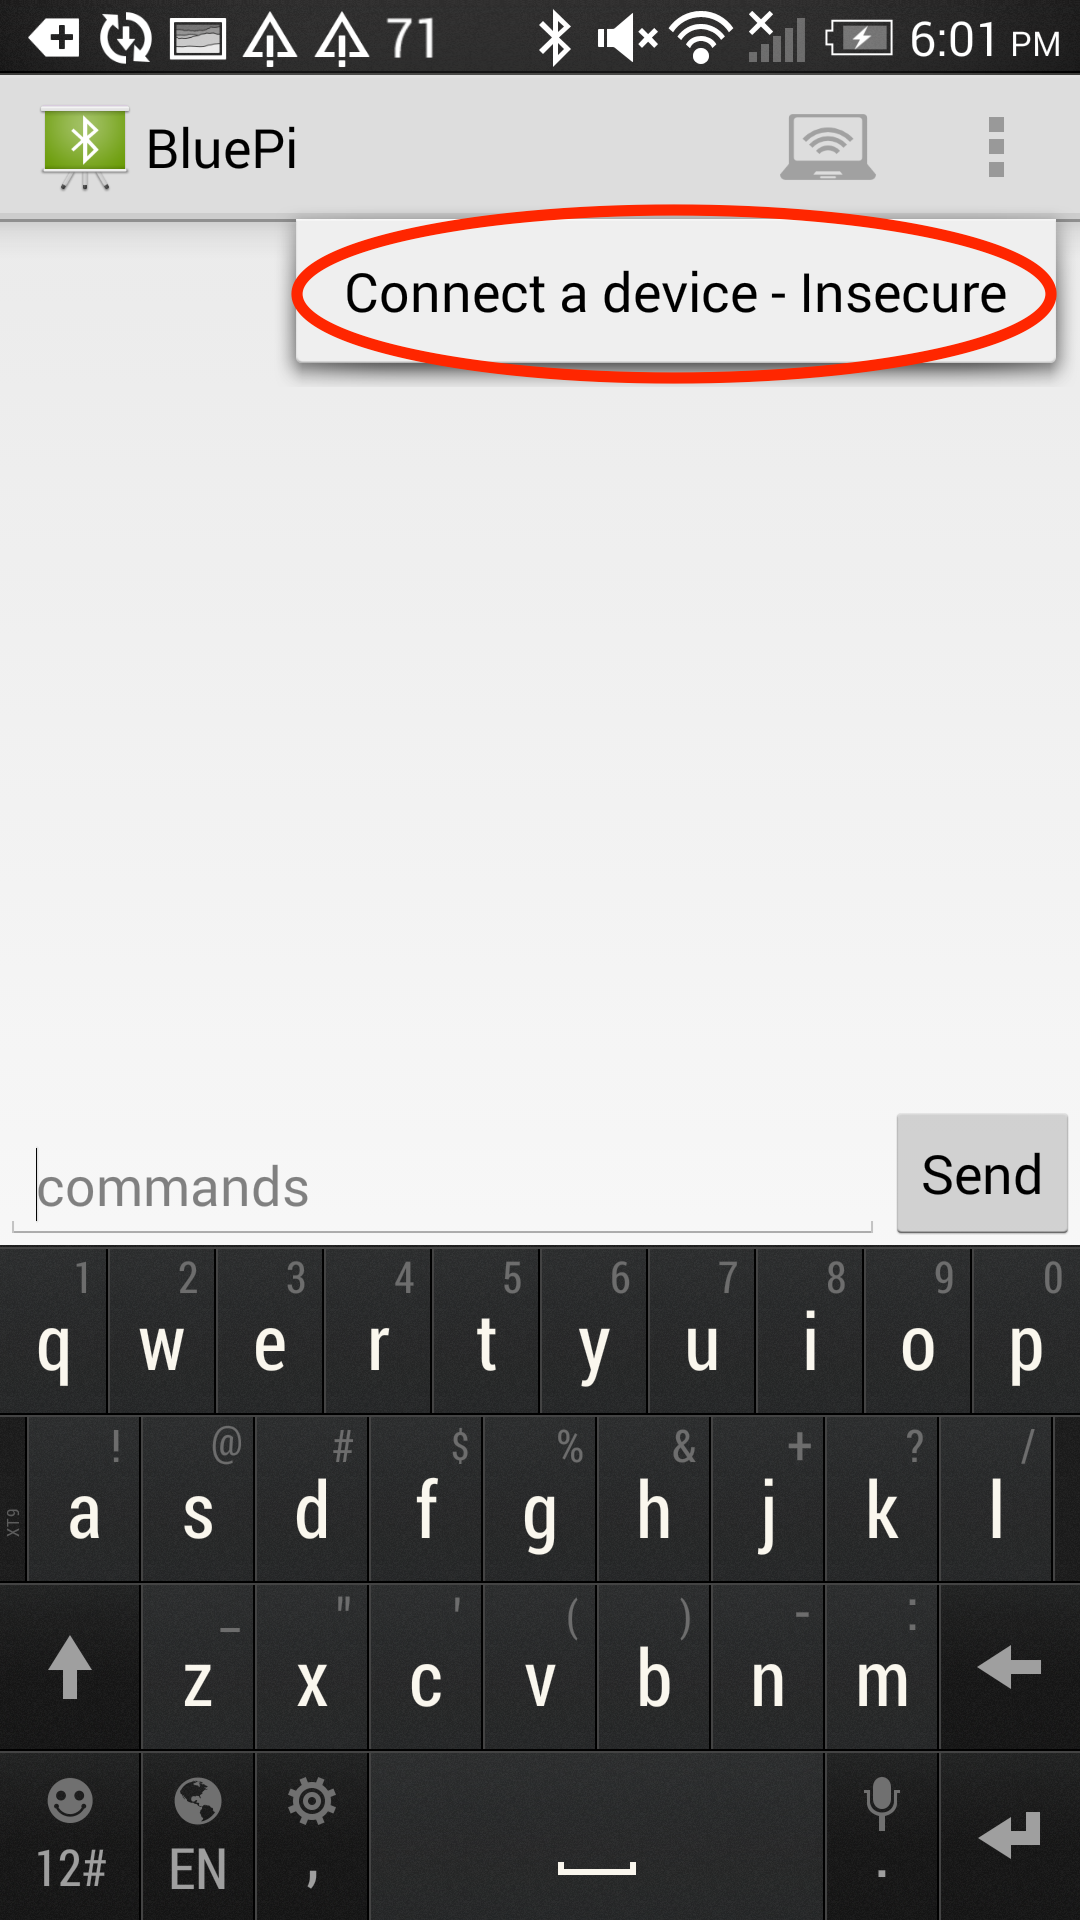 71 6:01 PM
BluePi
Connect a device - Insecure
commands
Send
1 2 3 4 5 6 7 8 9 0
q w e r t y u i o p
! @ # $ % & + ? /
XT9 a s d f g h j k l
_ " ' ( ) - :
z x c v b n m
12# EN , .